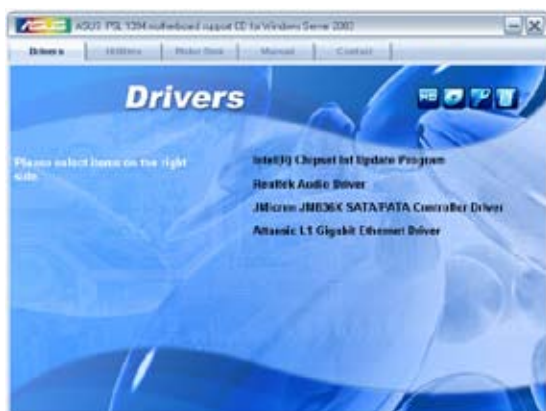 ASUS P5L 1394 motherboard support CD for Windows Server 2003
Drivers Utilities Make Disk Manual Contact
Drivers
Please select items on the right
side.
Intel(R) Chipset Inf Update Program
Realtek Audio Driver
JMicron JMB36X SATA/PATA Controller Driver
Attansic L1 Gigabit Ethernet Driver